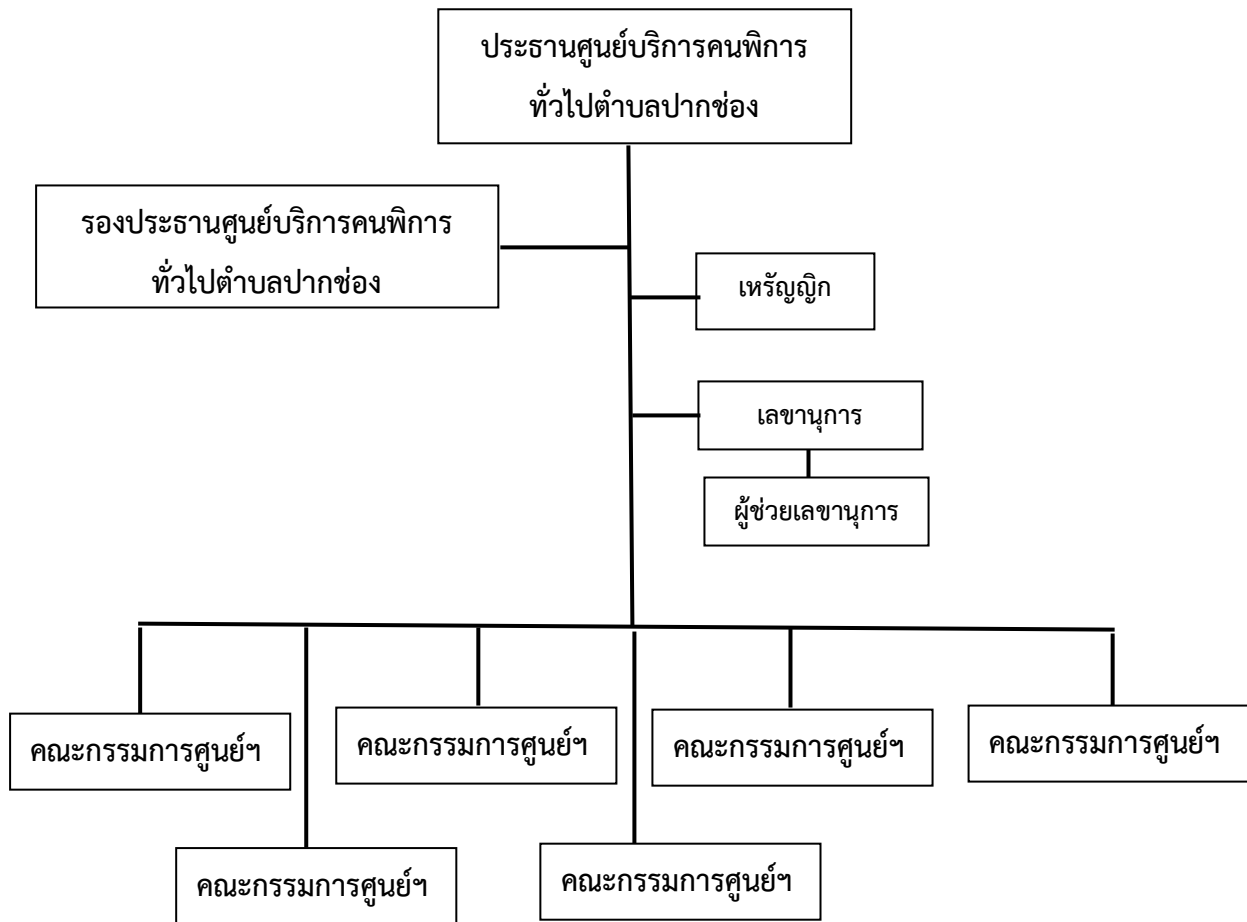 ประธานศูนย์บริการคนพิการ
ทั่วไปตำบลปากช่อง
รองประธานศูนย์บริการคนพิการ
ทั่วไปตำบลปากช่อง
เหรัญญิก
เลขานุการ
ผู้ช่วยเลขานุการ
คณะกรรมการศูนย์ฯ
คณะกรรมการศูนย์ฯ
คณะกรรมการศูนย์ฯ
คณะกรรมการศูนย์ฯ
คณะกรรมการศูนย์ฯ
คณะกรรมการศูนย์ฯ